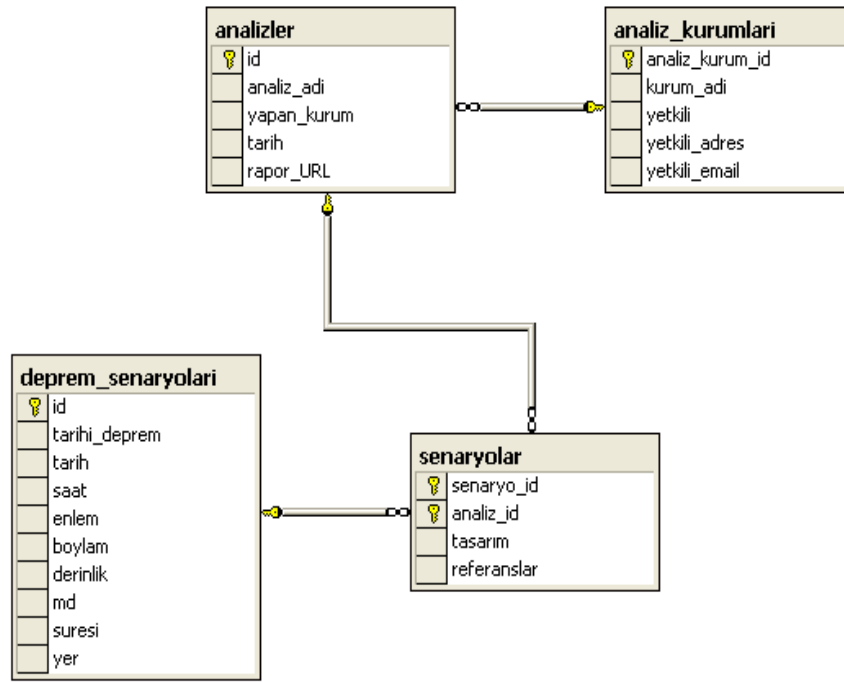 analizler
id
analiz_adi
yapan_kurum
tarih
rapor_URL
analiz_kurumlari
analiz_kurum_id
kurum_adi
yetkili
yetkili_adres
yetkili_email
deprem_senaryolari
id
tarihi_deprem
tarih
saat
enlem
boylam
derinlik
md
suresi
yer
senaryolar
senaryo_id
analiz_id
tasarım
referanslar